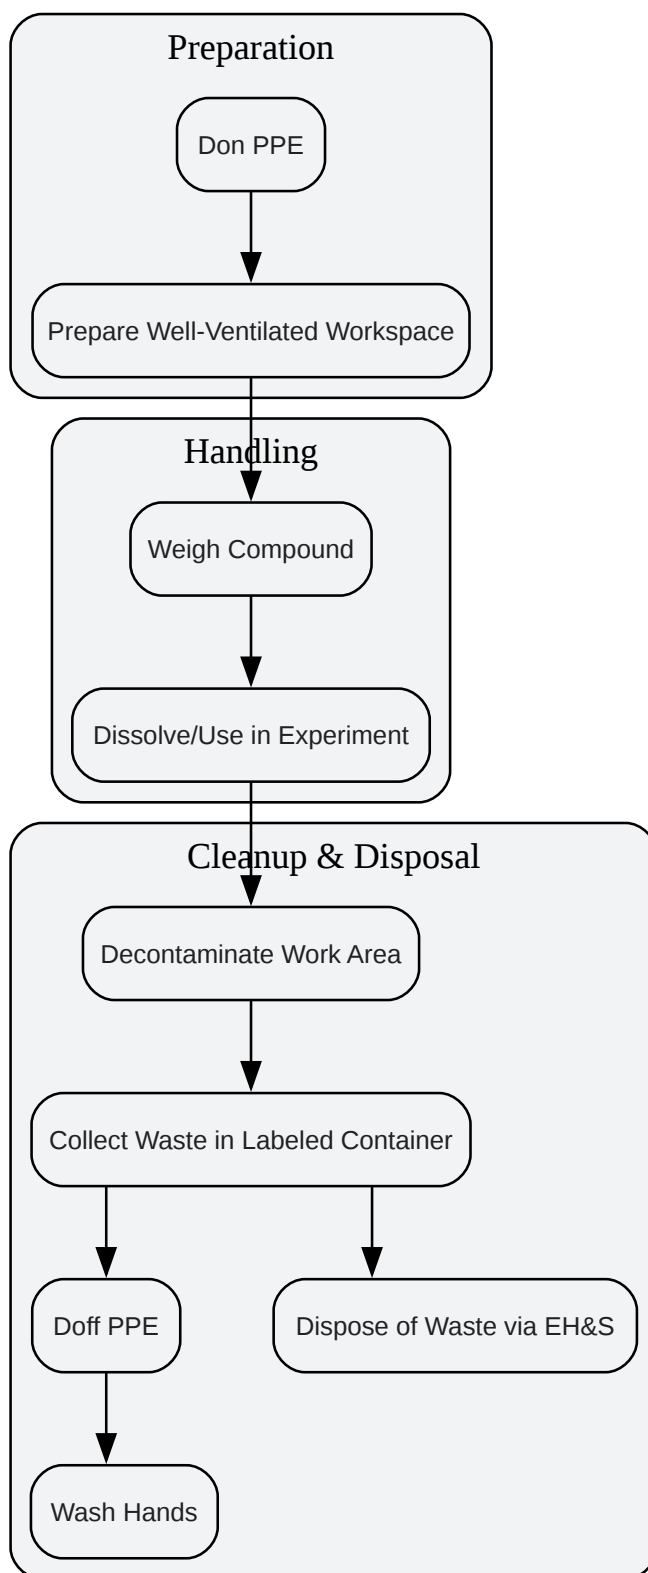 Preparation
Don PPE
Prepare Well-Ventilated Workspace
Handling
Weigh Compound
Dissolve/Use in Experiment
Cleanup & Disposal
Decontaminate Work Area
Collect Waste in Labeled Container
Doff PPE
Dispose of Waste via EH&S
Wash Hands